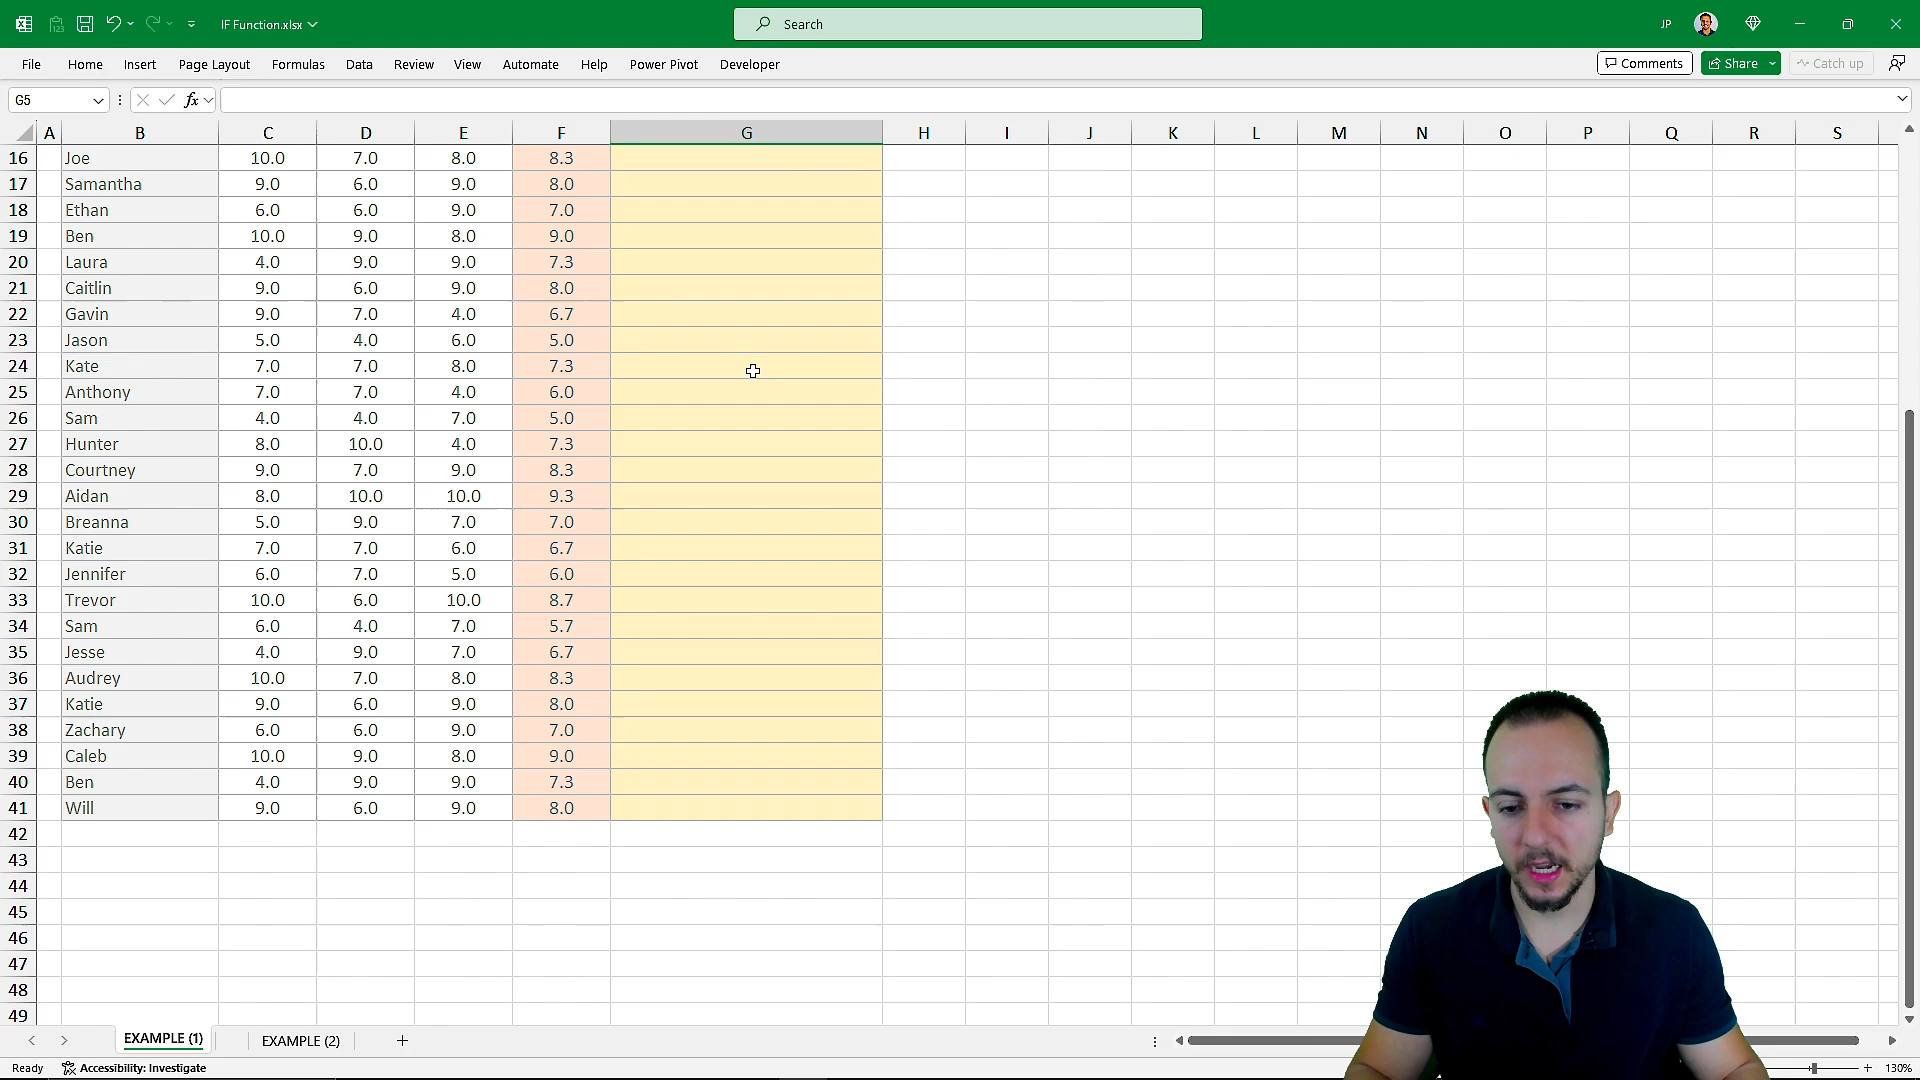 IF Function.xlsx
Search
JP
File Home Insert Page Layout Formulas Data Review View Automate Help Power Pivot Developer
Comments Share Catch up
G5 fx
A B C D E F G H I J K L M N O P Q R S
16 Joe 10.0 7.0 8.0 8.3
17 Samantha 9.0 6.0 9.0 8.0
18 Ethan 6.0 6.0 9.0 7.0
19 Ben 10.0 9.0 8.0 9.0
20 Laura 4.0 9.0 9.0 7.3
21 Caitlin 9.0 6.0 9.0 8.0
22 Gavin 9.0 7.0 4.0 6.7
23 Jason 5.0 4.0 6.0 5.0
24 Kate 7.0 7.0 8.0 7.3
25 Anthony 7.0 7.0 4.0 6.0
26 Sam 4.0 4.0 7.0 5.0
27 Hunter 8.0 10.0 4.0 7.3
28 Courtney 9.0 7.0 9.0 8.3
29 Aidan 8.0 10.0 10.0 9.3
30 Breanna 5.0 9.0 7.0 7.0
31 Katie 7.0 7.0 6.0 6.7
32 Jennifer 6.0 7.0 5.0 6.0
33 Trevor 10.0 6.0 10.0 8.7
34 Sam 6.0 4.0 7.0 5.7
35 Jesse 4.0 9.0 7.0 6.7
36 Audrey 10.0 7.0 8.0 8.3
37 Katie 9.0 6.0 9.0 8.0
38 Zachary 6.0 6.0 9.0 7.0
39 Caleb 10.0 9.0 8.0 9.0
40 Ben 4.0 9.0 9.0 7.3
41 Will 9.0 6.0 9.0 8.0
42
43
44
45
46
47
48
49
EXAMPLE (1) EXAMPLE (2)
Ready Accessibility: Investigate 130%